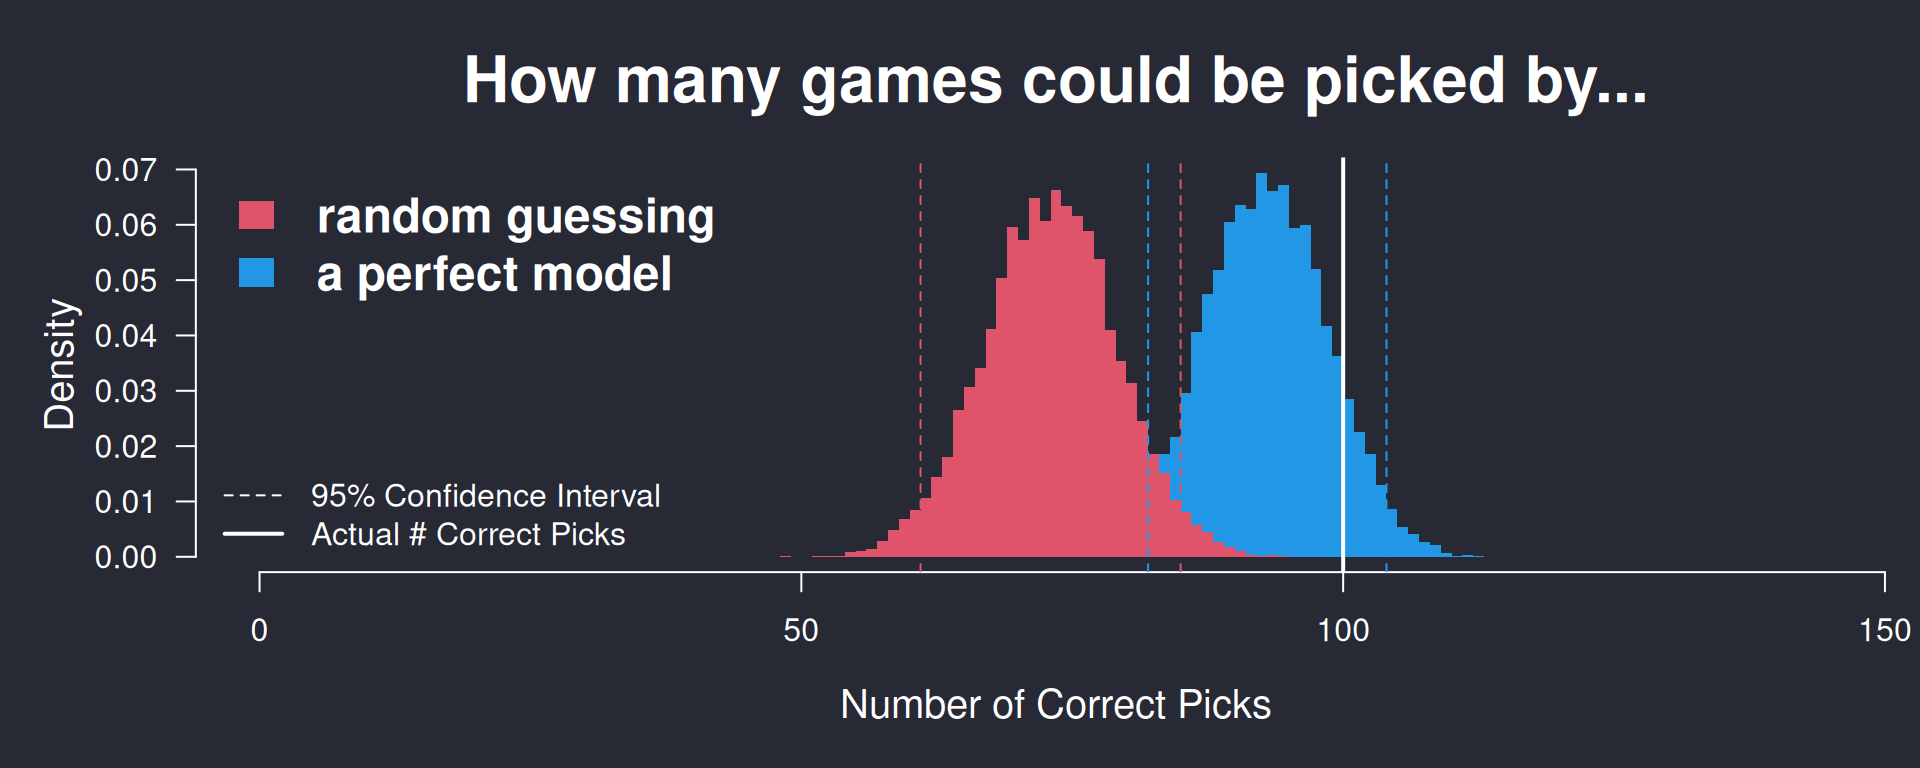 How many games could be picked by...
random guessing
a perfect model
95% Confidence Interval
Actual # Correct Picks
Density
0.07
0.06
0.05
0.04
0.03
0.02
0.01
0.00
0
50
100
150
Number of Correct Picks